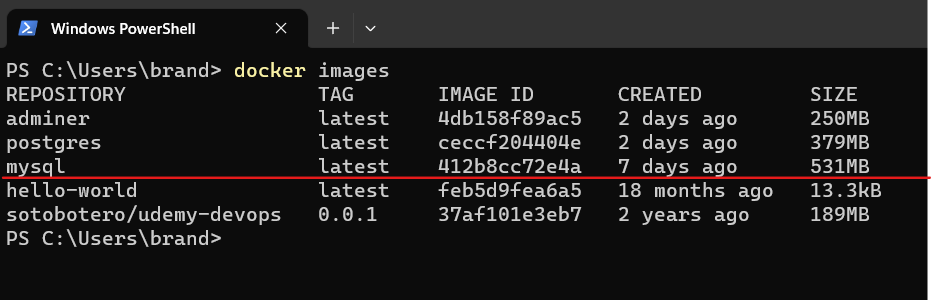 Windows PowerShell
PS C:\Users\brand> docker images
REPOSITORY TAG IMAGE ID CREATED SIZE
adminer latest 4db158f89ac5 2 days ago 250MB
postgres latest ceccf204404e 2 days ago 379MB
mysql latest 412b8cc72e4a 7 days ago 531MB
hello-world latest feb5d9fea6a5 18 months ago 13.3kB
sotobotero/udemy-devops 0.0.1 37af101e3eb7 2 years ago 189MB
PS C:\Users\brand>